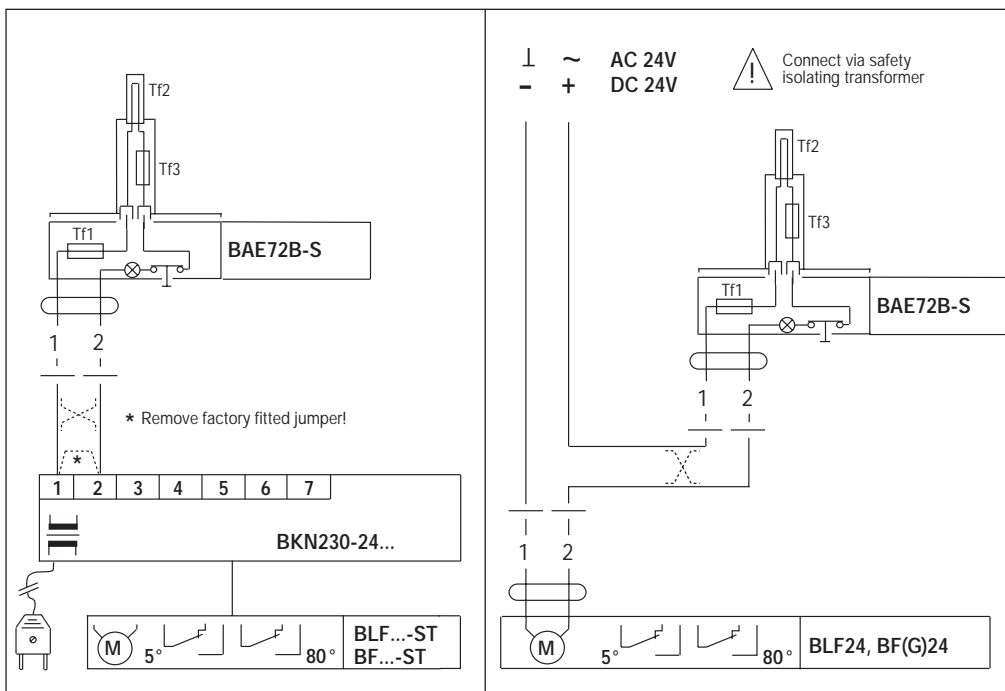 Tf2
Tf3
Tf1
BAE72B-S
1 2
* Remove factory fitted jumper!
*
1 2 3 4 5 6 7
BKN230-24...
M 5° 80°
BLF...-ST
BF...-ST
⊥ ~ AC 24V
- + DC 24V
! Connect via safety
isolating transformer
Tf2
Tf3
Tf1
BAE72B-S
1 2
1 2
M 5° 80° BLF24, BF(G)24